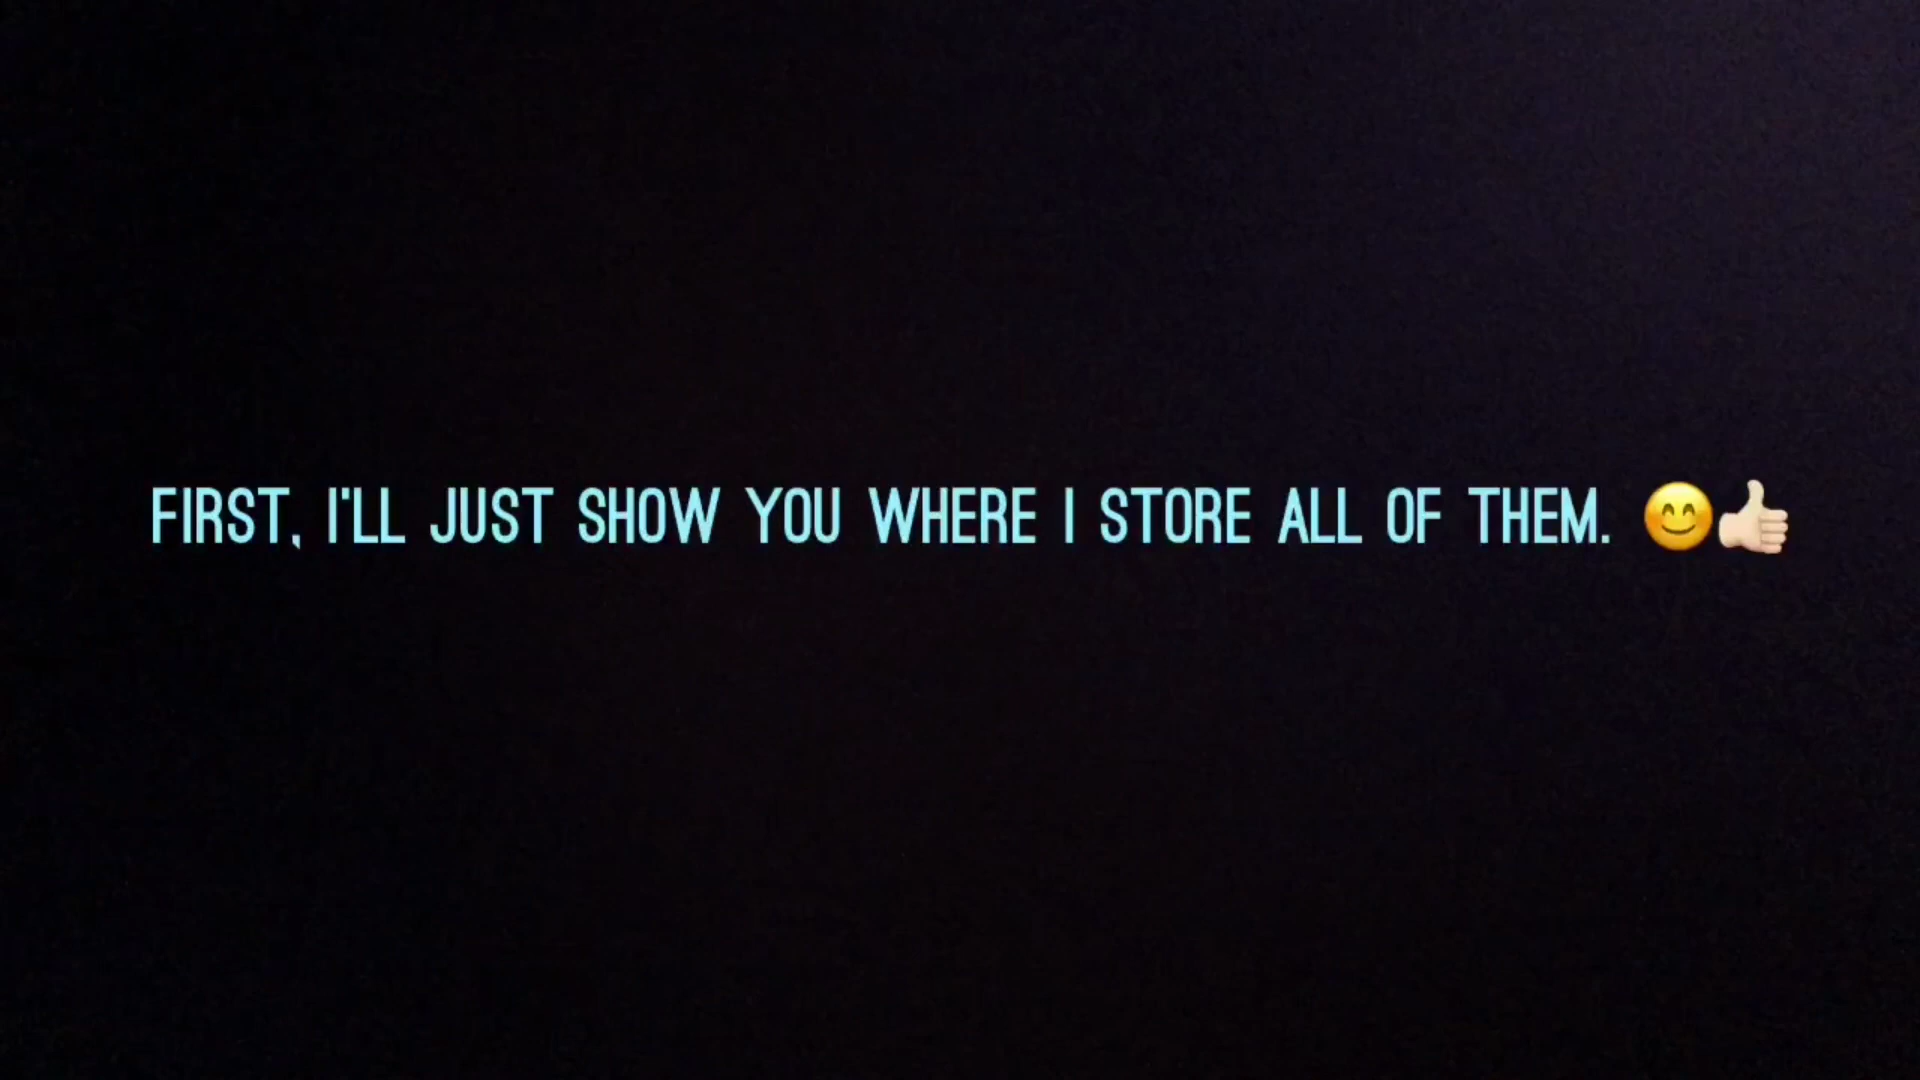 FIRST, I'LL JUST SHOW YOU WHERE I STORE ALL OF THEM. 😊👍🏻